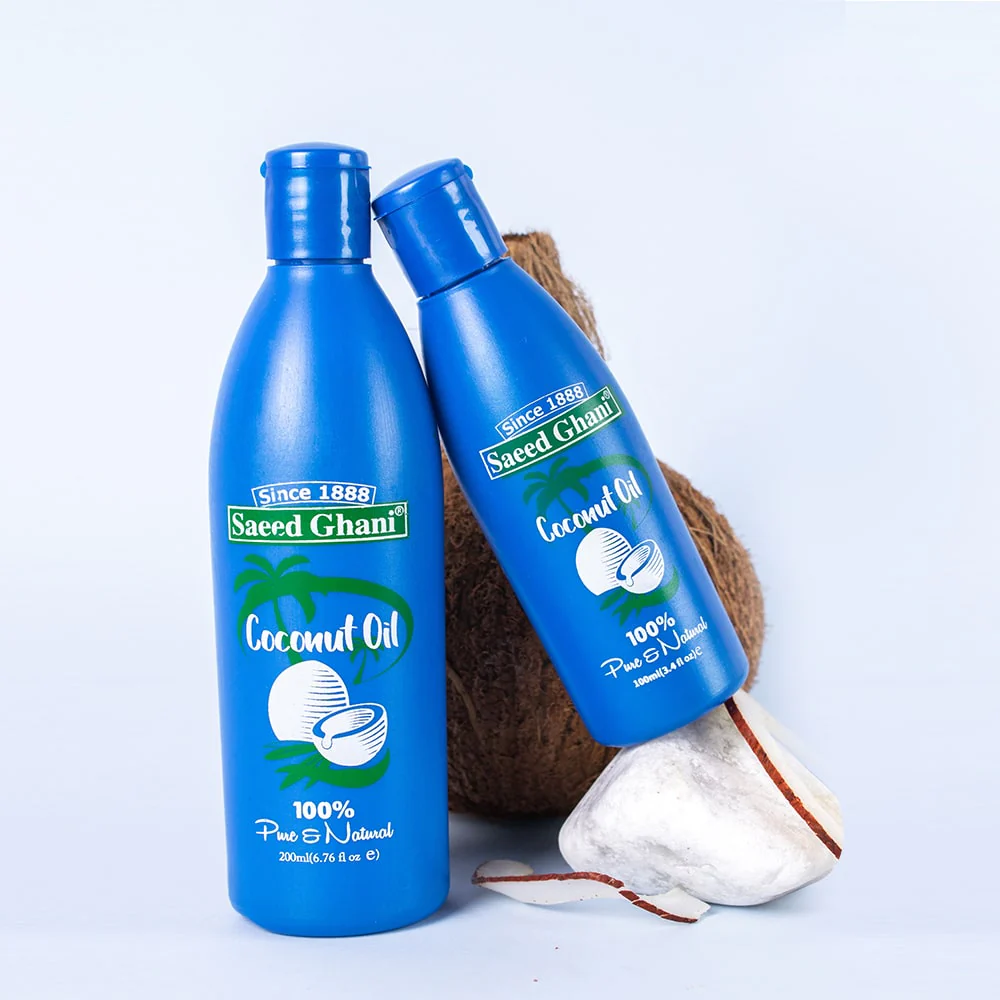 Since 1888
Saeed Ghani®
Coconut Oil
100%
Pure & Natural
200ml(6.76 fl oz ℮)
Since 1888
Saeed Ghani®
Coconut Oil
100%
Pure & Natural
100ml(3.4 fl oz)℮